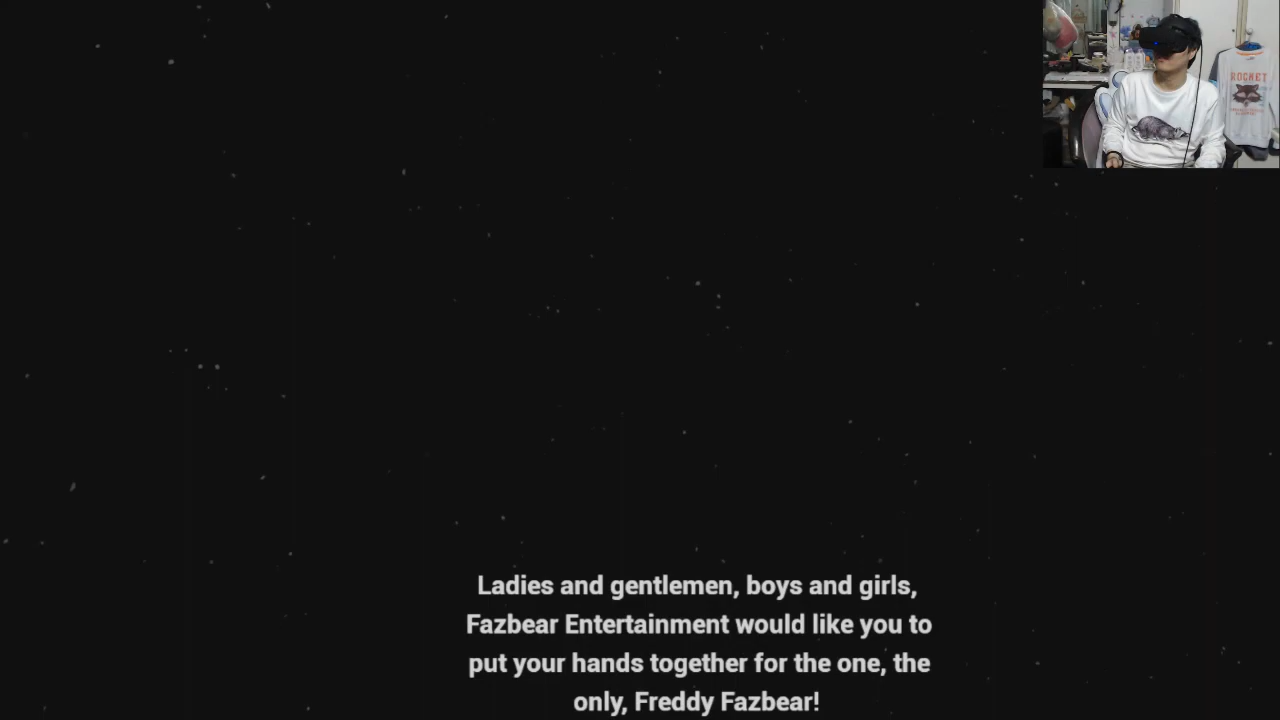 ROCKET
Ladies and gentlemen, boys and girls,
Fazbear Entertainment would like you to
put your hands together for the one, the
only, Freddy Fazbear!